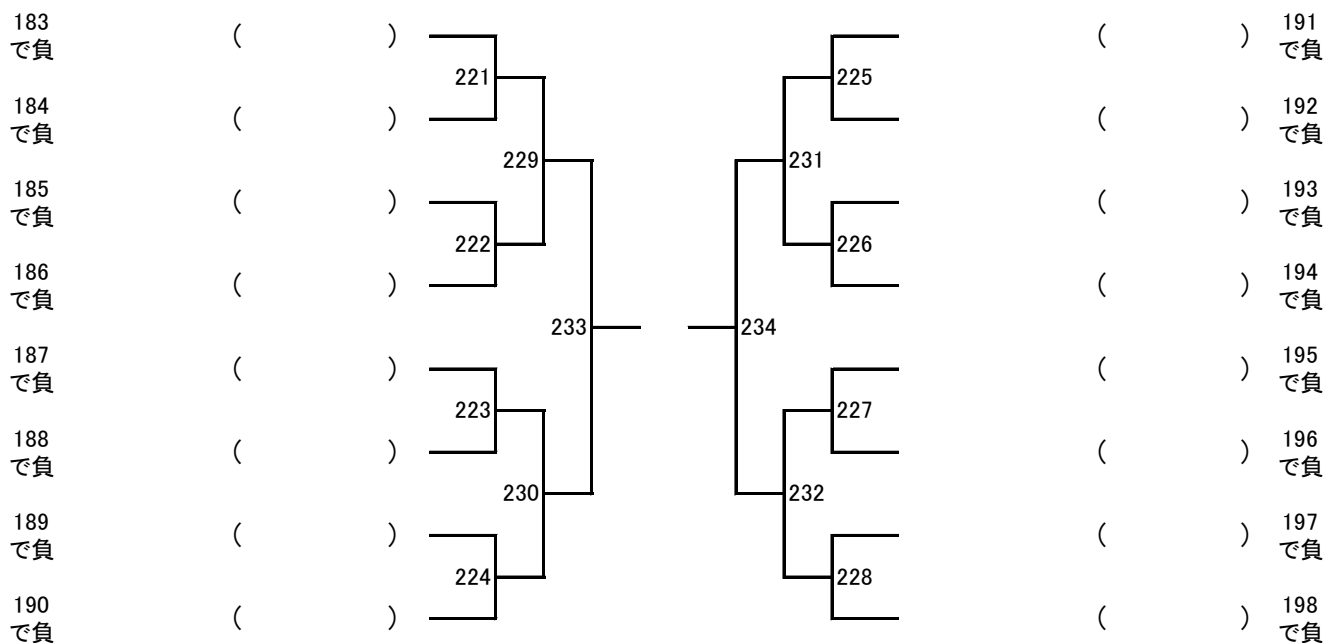 183
で負 ( ) ( ) 191
で負
221 225
184
で負 ( ) ( ) 192
で負
229 231
185
で負 ( ) ( ) 193
で負
222 226
186
で負 ( ) ( ) 194
で負
233 234
187
で負 ( ) ( ) 195
で負
223 227
188
で負 ( ) ( ) 196
で負
230 232
189
で負 ( ) ( ) 197
で負
224 228
190
で負 ( ) ( ) 198
で負